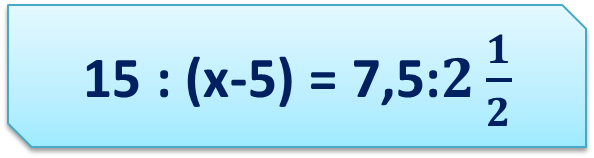 15 : (x-5) = 7,5:2 1/2